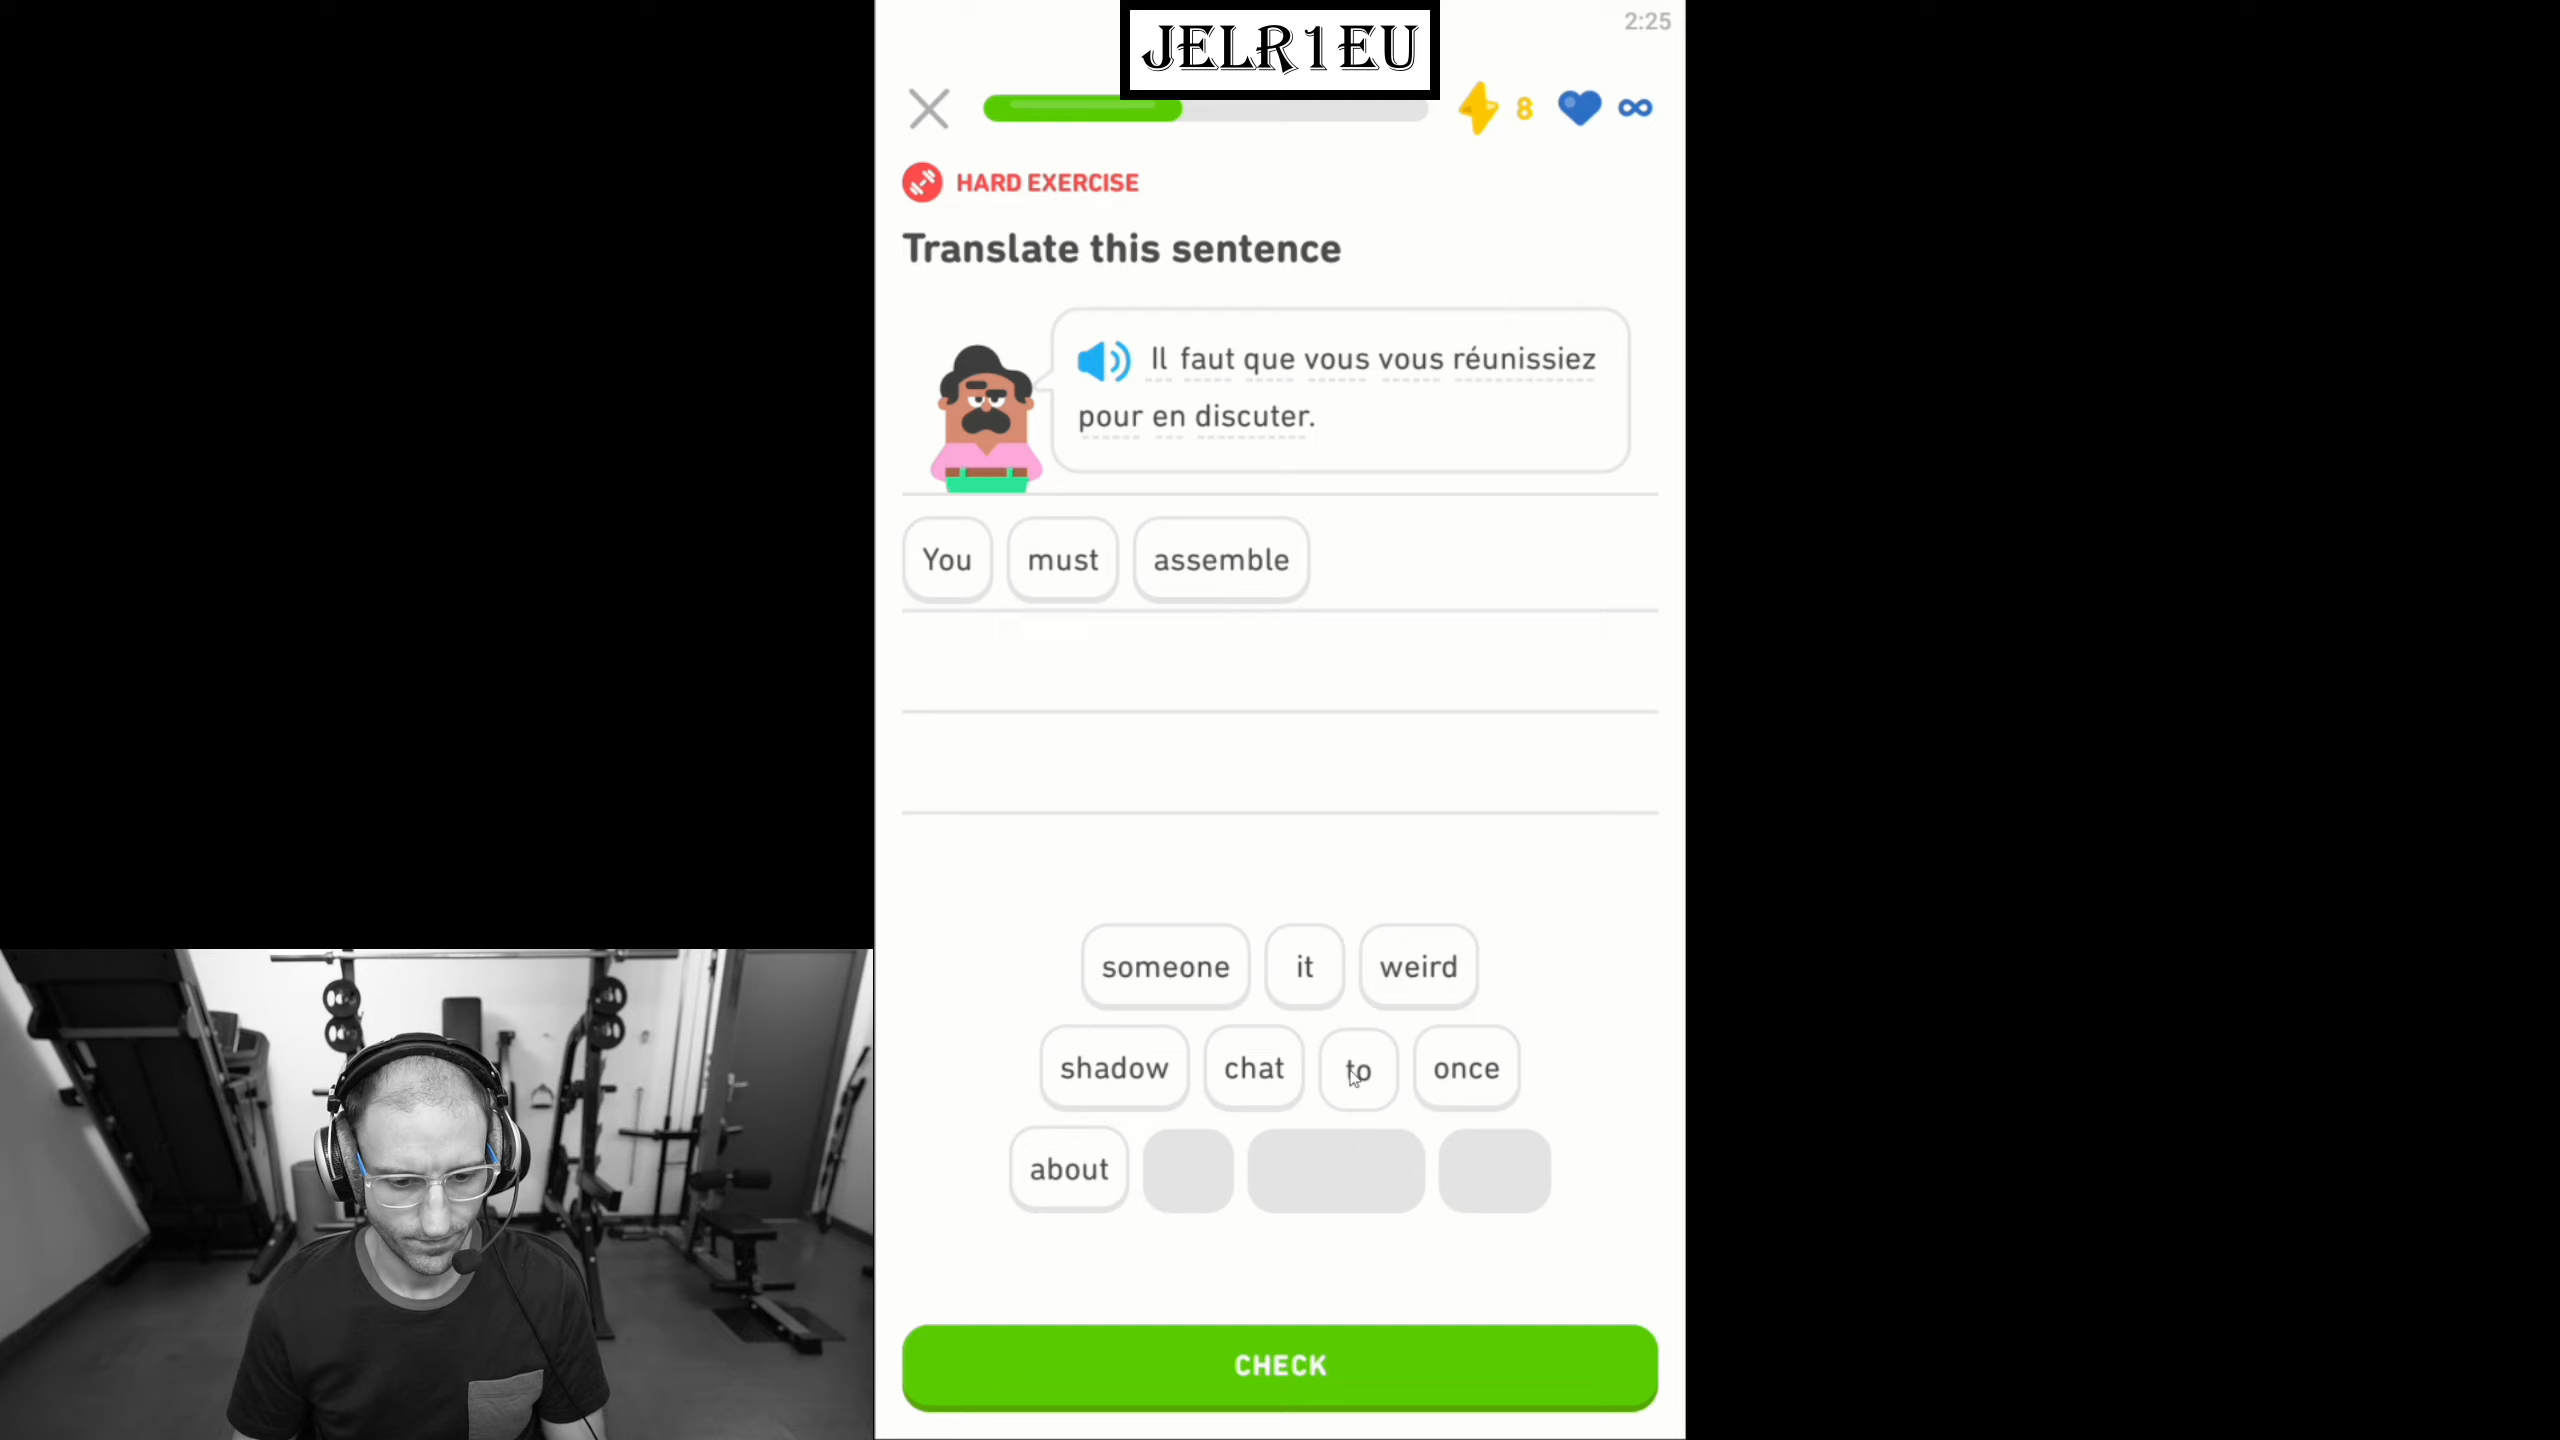 JELR1EU
2:25
8 ∞
HARD EXERCISE
Translate this sentence
Il faut que vous vous réunissiez
pour en discuter.
You must assemble
someone it weird
shadow chat to once
about
CHECK